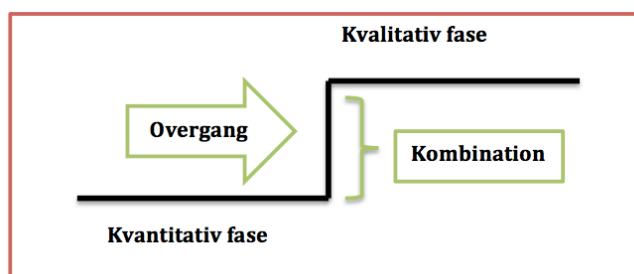 Kvalitativ fase
Overgang
Kombination
Kvantitativ fase